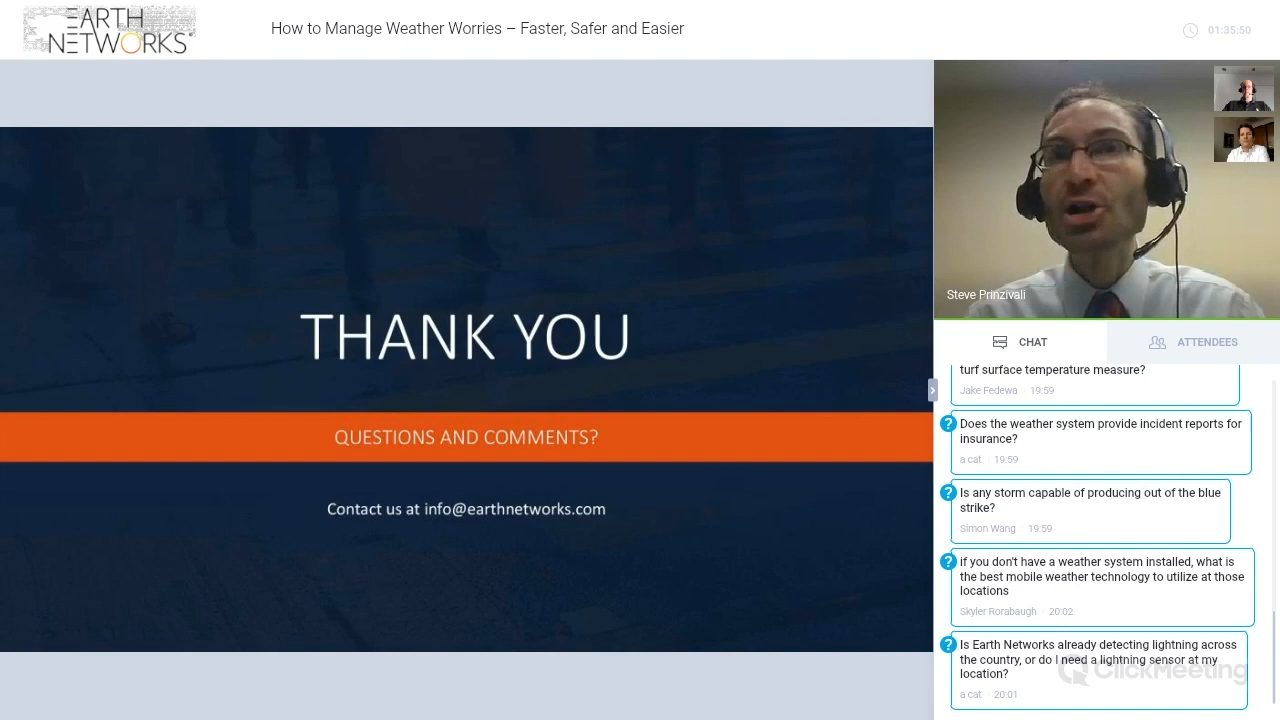 EARTH
NETWORKS
How to Manage Weather Worries – Faster, Safer and Easier
01:35:50
THANK YOU
QUESTIONS AND COMMENTS?
Contact us at info@earthnetworks.com
Steve Prinzivali
CHAT
ATTENDEES
turf surface temperature measure?
Jake Fedewa · 19:59
Does the weather system provide incident reports for
insurance?
a cat · 19:59
Is any storm capable of producing out of the blue
strike?
Simon Wang · 19:59
if you don't have a weather system installed, what is
the best mobile weather technology to utilize at those
locations
Skyler Rorabaugh · 20:02
Is Earth Networks already detecting lightning across
the country, or do I need a lightning sensor at my
location?
a cat · 20:01
ClickMeeting